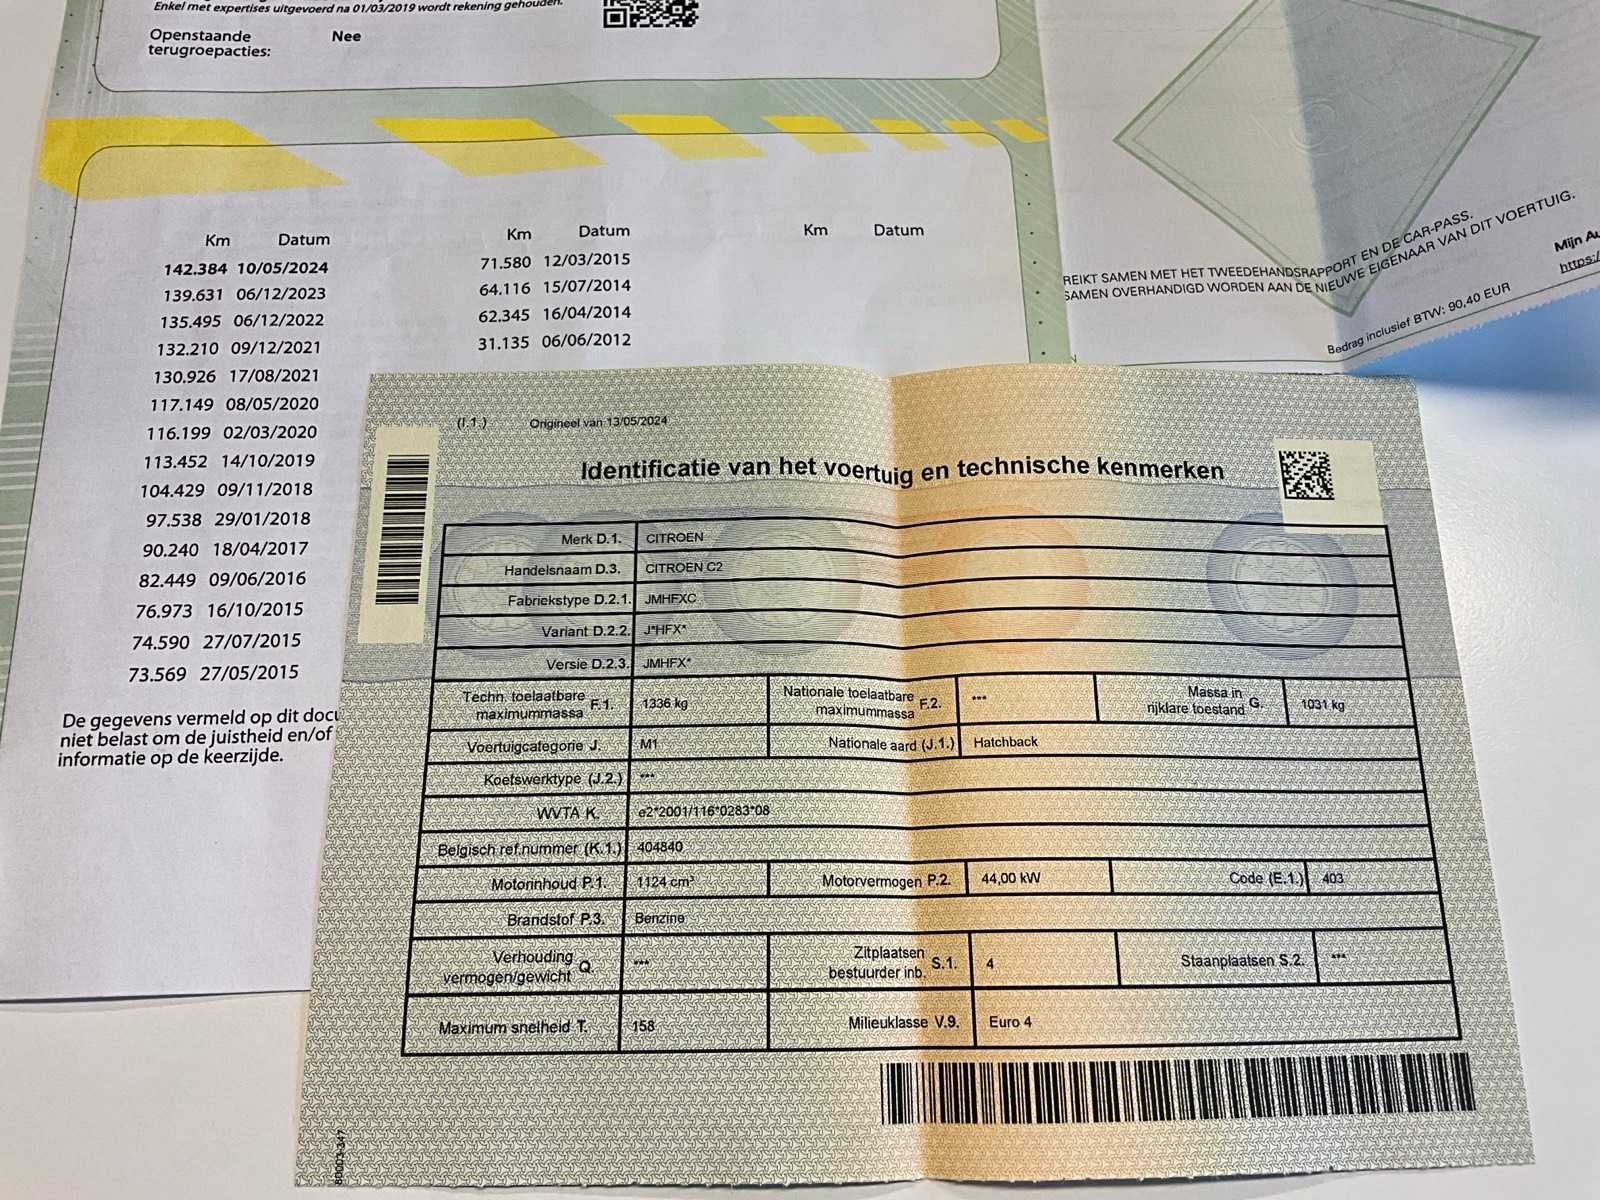 Enkel met expertises uitgevoerd na 01/03/2019 wordt rekening gehouden.
Openstaande terugroepacties: Nee
Km Datum
142.384 10/05/2024
139.631 06/12/2023
135.495 06/12/2022
132.210 09/12/2021
130.926 17/08/2021
117.149 08/05/2020
116.199 02/03/2020
113.452 14/10/2019
104.429 09/11/2018
97.538 29/01/2018
90.240 18/04/2017
82.449 09/06/2016
76.973 16/10/2015
74.590 27/07/2015
73.569 27/05/2015
Km Datum
71.580 12/03/2015
64.116 15/07/2014
62.345 16/04/2014
31.135 06/06/2012
Km Datum
De gegevens vermeld op dit docu
niet belast om de juistheid en/of
informatie op de keerzijde.
REIKT SAMEN MET HET TWEEDEHANDSRAPPORT EN DE CAR-PASS.
SAMEN OVERHANDIGD WORDEN AAN DE NIEUWE EIGENAAR VAN DIT VOERTUIG.
Mijn Au
https:/
Bedrag inclusief BTW: 90,40 EUR
(I.1.) Origineel van 13/05/2024
Identificatie van het voertuig en technische kenmerken
Merk D.1. CITROEN
Handelsnaam D.3. CITROEN C2
Fabriekstype D.2.1. JMHFXC
Variant D.2.2. J*HFX*
Versie D.2.3. JMHFX*
Techn. toelaatbare maximummassa F.1. 1336 kg Nationale toelaatbare maximummassa F.2. *** Massa in rijklare toestand G. 1031 kg
Voertuigcategorie J. M1 Nationale aard (J.1.) Hatchback
Koetswerktype (J.2.) ***
WVTA K. e2*2001/116*0283*08
Belgisch ref.nummer (K.1.) 404840
Motorinhoud P.1. 1124 cm³ Motorvermogen P.2. 44,00 kW Code (E.1.) 403
Brandstof P.3. Benzine
Verhouding vermogen/gewicht Q. *** Zitplaatsen bestuurder inb. S.1. 4 Staanplaatsen S.2. ***
Maximum snelheid T. 158 Milieuklasse V.9. Euro 4
80003-347